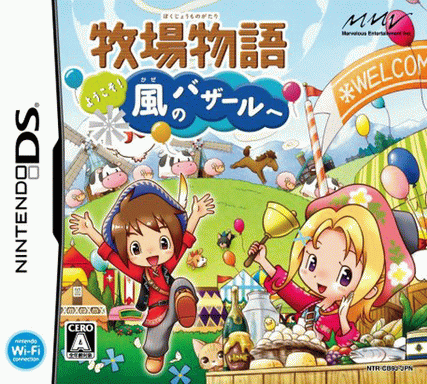 ぼくじょうものがたり
牧場物語
ようこそ!
かぜ
風のバザールへ
Marvelous Entertainment Inc.
*WELCOME
NINTENDO DS
Nintendo
Wi-Fi
connection
CERO
A
全年齢対象
NTR-CB92-JPN